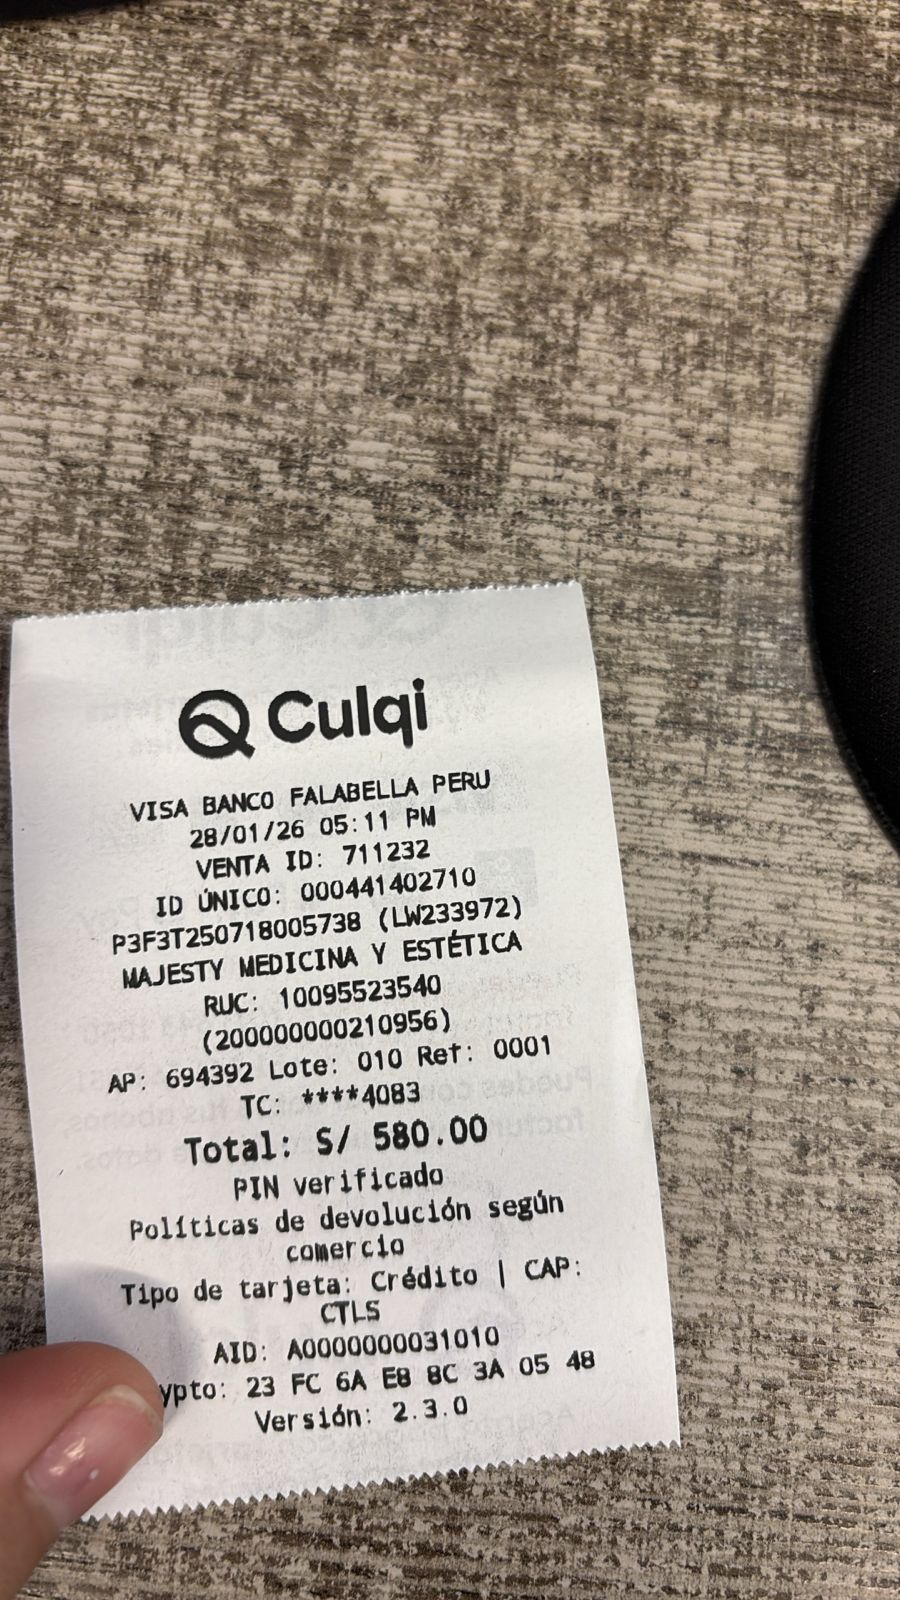 Culqi
VISA BANCO FALABELLA PERU
28/01/26 05:11 PM
VENTA ID: 711232
ID ÚNICO: 000441402710
P3F3T250718005738 (LW233972)
MAJESTY MEDICINA Y ESTÉTICA
RUC: 10095523540
(200000000210956)
AP: 694392 Lote: 010 Ref: 0001
TC: ****4083
Total: S/ 580.00
PIN verificado
Políticas de devolución según
comercio
Tipo de tarjeta: Crédito | CAP:
CTLS
AID: A0000000031010
ypto: 23 FC 6A E8 8C 3A 05 48
Versión: 2.3.0